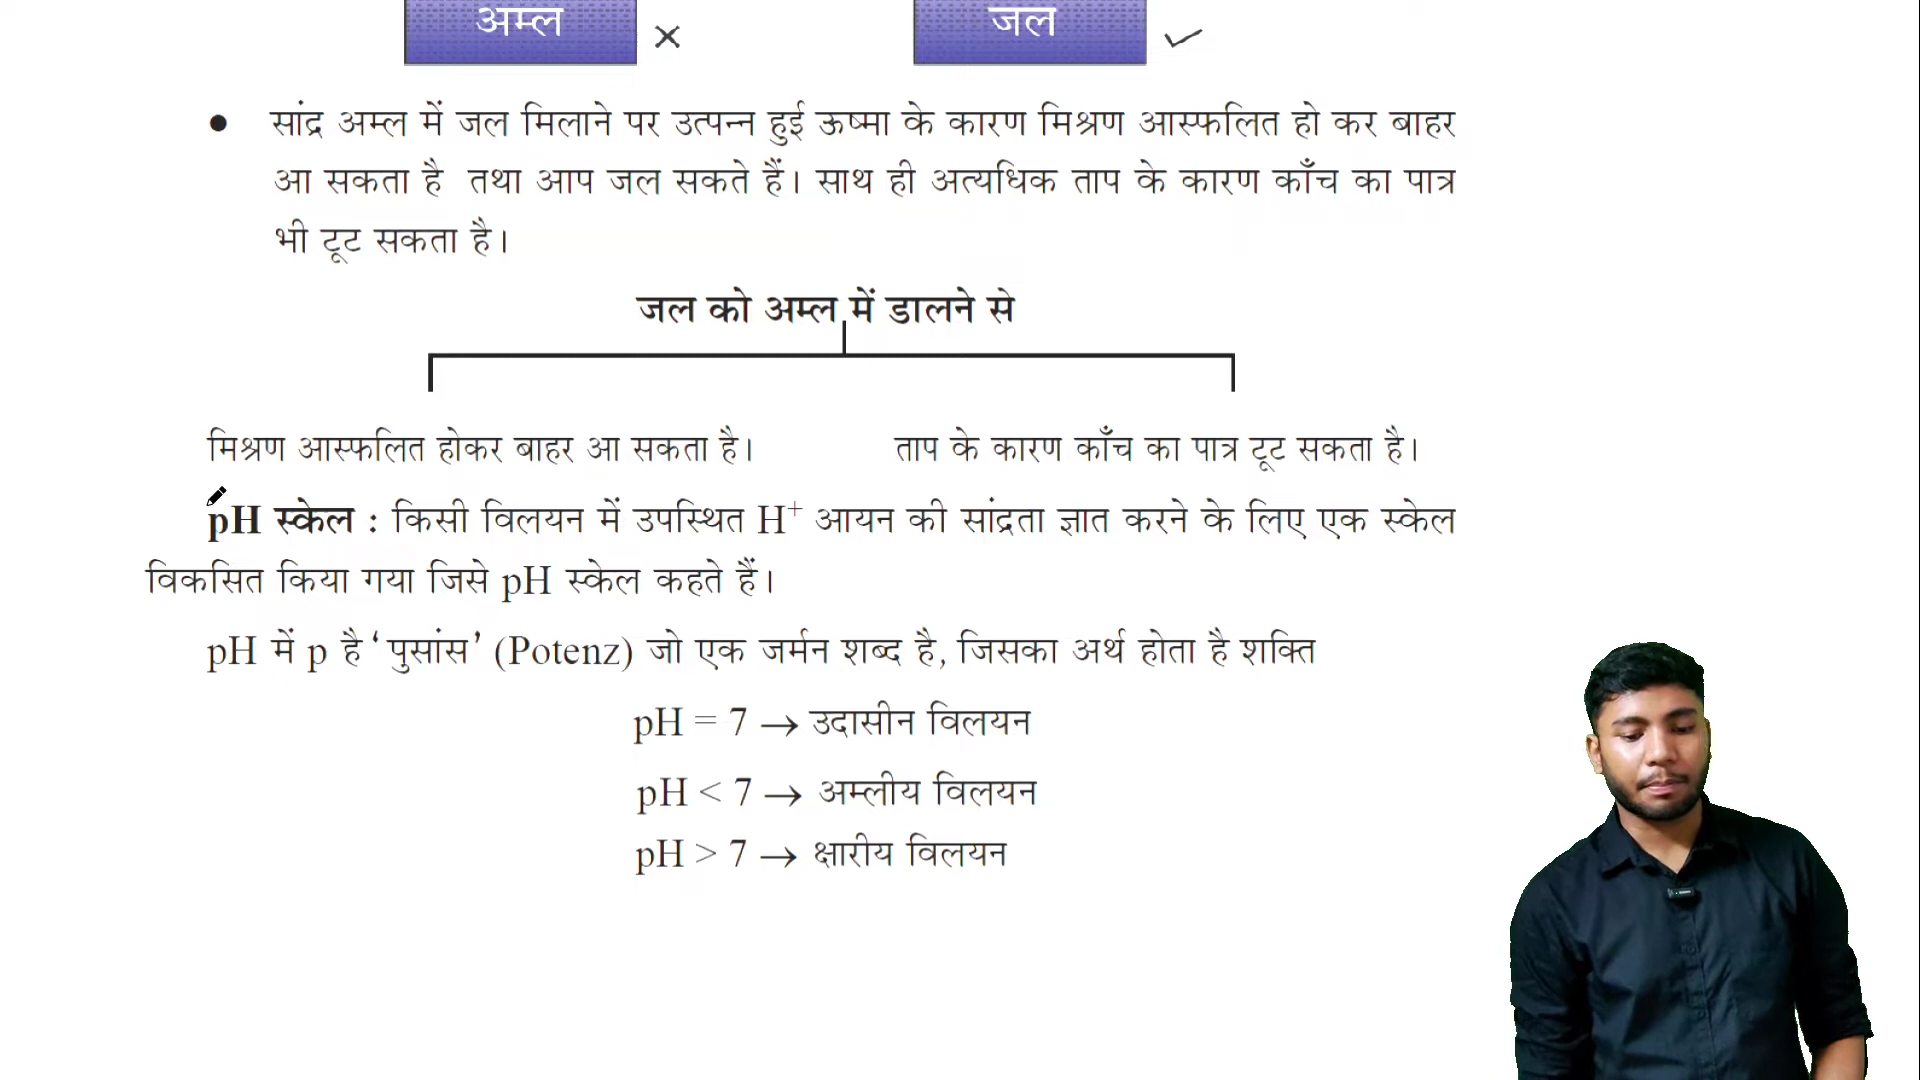 अम्ल जल
● सांद्र अम्ल में जल मिलाने पर उत्पन्न हुई ऊष्मा के कारण मिश्रण आस्फलित हो कर बाहर
आ सकता है तथा आप जल सकते हैं। साथ ही अत्यधिक ताप के कारण काँच का पात्र
भी टूट सकता है।
जल को अम्ल में डालने से
मिश्रण आस्फलित होकर बाहर आ सकता है। ताप के कारण काँच का पात्र टूट सकता है।
pH स्केल : किसी विलयन में उपस्थित H⁺ आयन की सांद्रता ज्ञात करने के लिए एक स्केल
विकसित किया गया जिसे pH स्केल कहते हैं।
pH में p है ‘पुसांस’ (Potenz) जो एक जर्मन शब्द है, जिसका अर्थ होता है शक्ति
pH = 7 → उदासीन विलयन
pH < 7 → अम्लीय विलयन
pH > 7 → क्षारीय विलयन